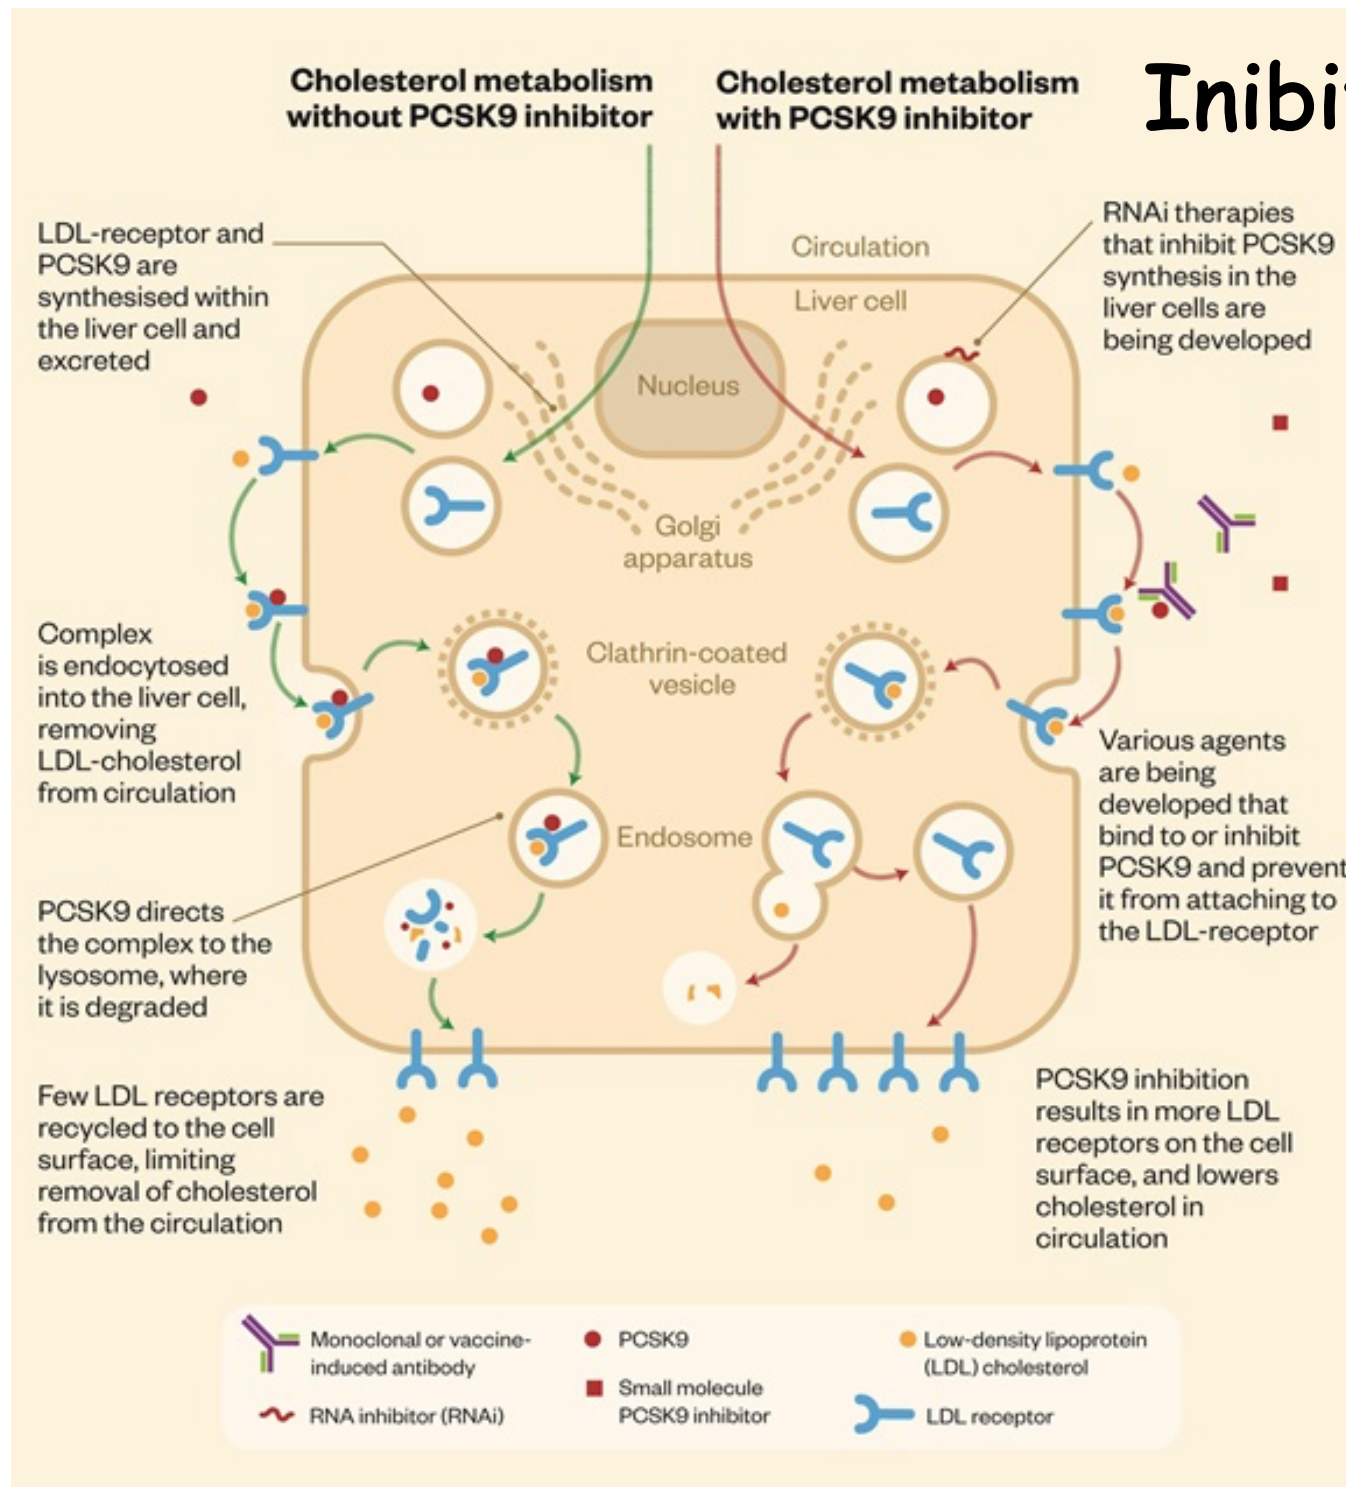 Cholesterol metabolism
without PCSK9 inhibitor
Cholesterol metabolism
with PCSK9 inhibitor
LDL-receptor and
PCSK9 are
synthesised within
the liver cell and
excreted
Circulation
Liver cell
RNAi therapies
that inhibit PCSK9
synthesis in the
liver cells are
being developed
Nucleus
Golgi
apparatus
Complex
is endocytosed
into the liver cell,
removing
LDL-cholesterol
from circulation
Clathrin-coated
vesicle
Various agents
are being
developed that
bind to or inhibit
PCSK9 and prevent
it from attaching to
the LDL-receptor
Endosome
PCSK9 directs
the complex to the
lysosome, where
it is degraded
Few LDL receptors are
recycled to the cell
surface, limiting
removal of cholesterol
from the circulation
PCSK9 inhibition
results in more LDL
receptors on the cell
surface, and lowers
cholesterol in
circulation
Monoclonal or vaccine-
induced antibody
RNA inhibitor (RNAi)
PCSK9
Small molecule
PCSK9 inhibitor
Low-density lipoprotein
(LDL) cholesterol
LDL receptor